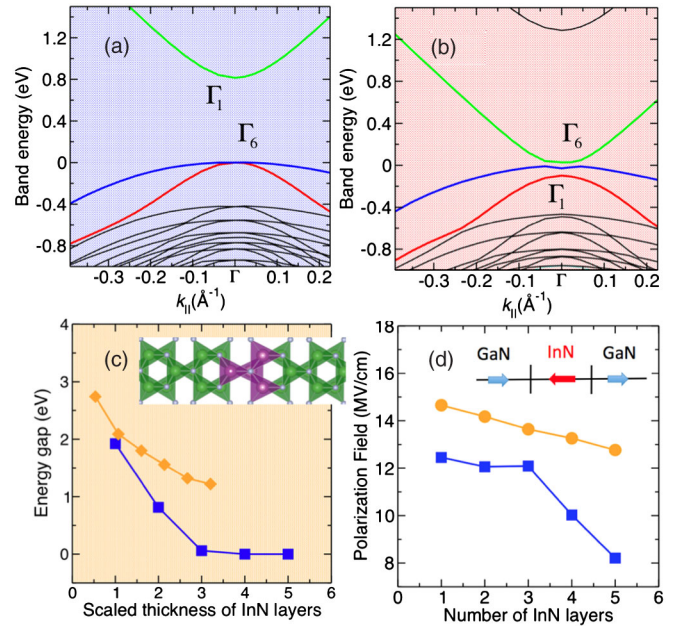 (a)
Band energy (eV)
1.2
0.8
0.4
0
-0.4
-0.8
Γ1
Γ6
-0.3
-0.2
-0.1
Γ
0.1
0.2
k||(Å-1)
(b)
Band energy (eV)
1.2
0.8
0.4
0
-0.4
-0.8
Γ6
Γ1
-0.3
-0.2
-0.1
Γ
0.1
0.2
k||(Å-1)
(c)
Energy gap (eV)
4
3
2
1
0
0 1 2 3 4 5 6
Scaled thickness of InN layers
(d)
Polarization Field (MV/cm)
18
16
14
12
10
8
GaN InN GaN
0 1 2 3 4 5 6
Number of InN layers